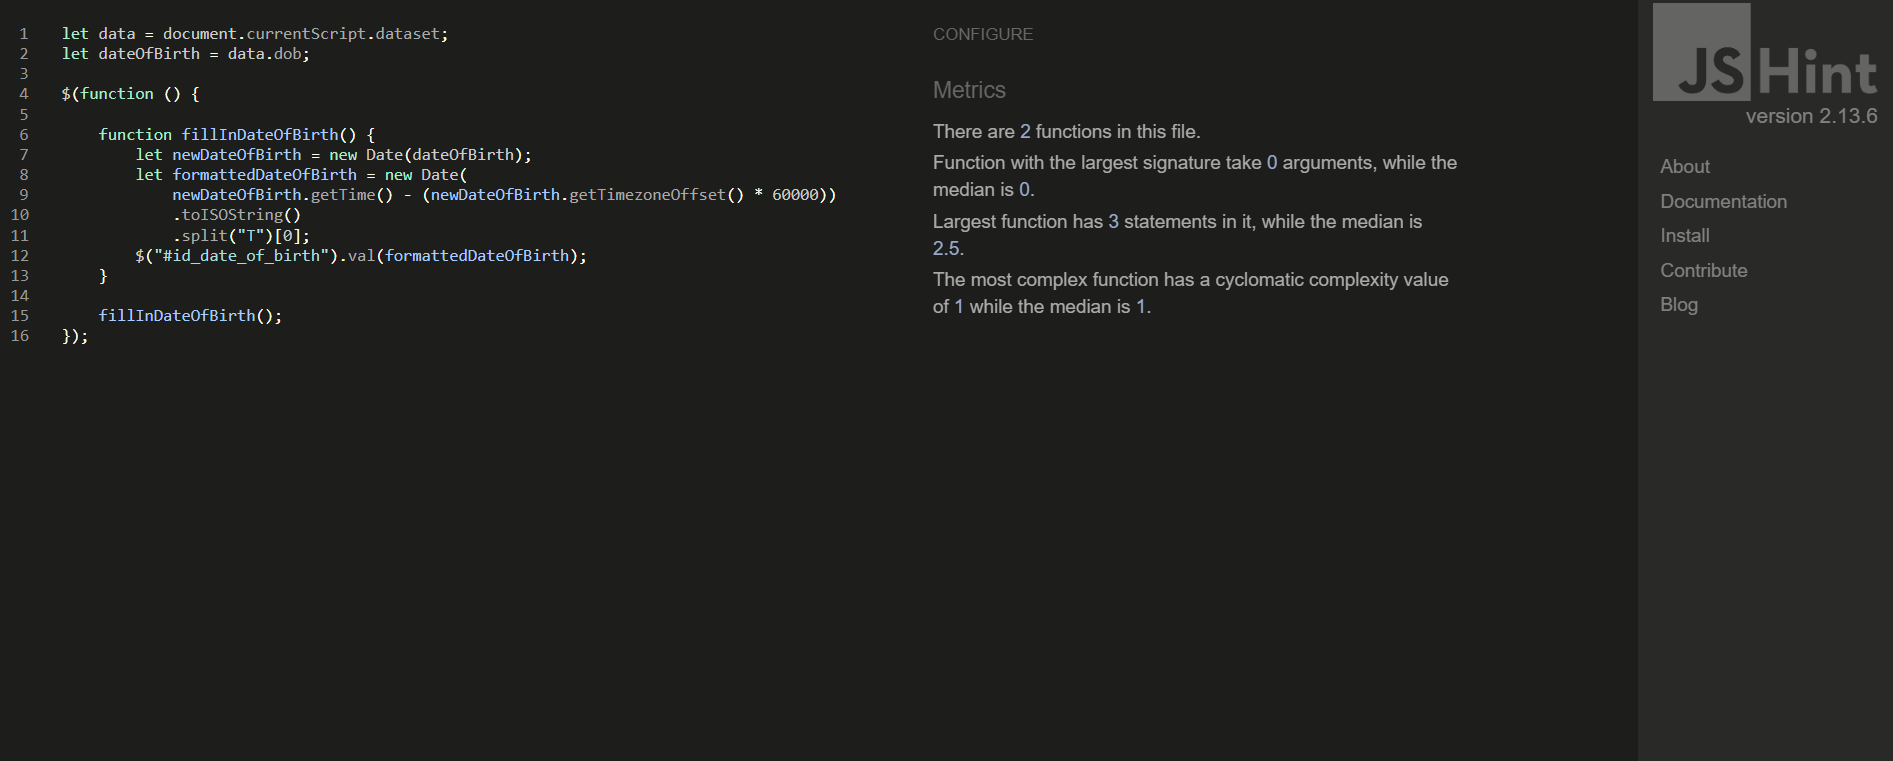 1 let data = document.currentScript.dataset;
2 let dateOfBirth = data.dob;
3
4 $(function () {
5
6 function fillInDateOfBirth() {
7 let newDateOfBirth = new Date(dateOfBirth);
8 let formattedDateOfBirth = new Date(
9 newDateOfBirth.getTime() - (newDateOfBirth.getTimezoneOffset() * 60000))
10 .toISOString()
11 .split("T")[0];
12 $("#id_date_of_birth").val(formattedDateOfBirth);
13 }
14
15 fillInDateOfBirth();
16 });
CONFIGURE
Metrics
There are 2 functions in this file.
Function with the largest signature take 0 arguments, while the
median is 0.
Largest function has 3 statements in it, while the median is
2.5.
The most complex function has a cyclomatic complexity value
of 1 while the median is 1.
JSHint
version 2.13.6
About
Documentation
Install
Contribute
Blog